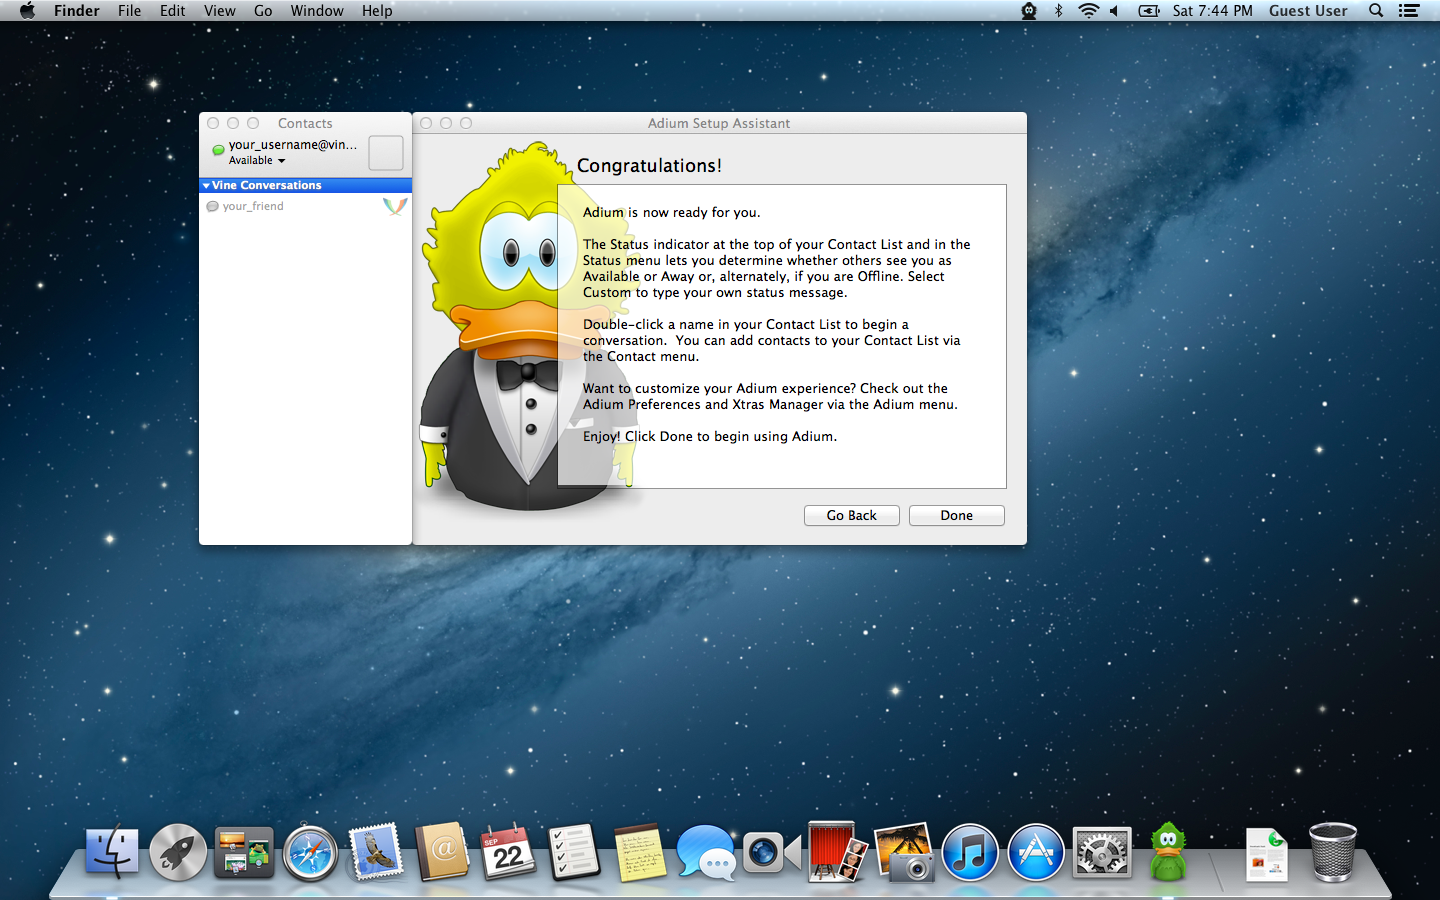 Finder File Edit View Go Window Help
Sat 7:44 PM Guest User
Contacts
your_username@vin...
Available
Vine Conversations
your_friend
Adium Setup Assistant
Congratulations!
Adium is now ready for you.
The Status indicator at the top of your Contact List and in the
Status menu lets you determine whether others see you as
Available or Away or, alternately, if you are Offline. Select
Custom to type your own status message.
Double-click a name in your Contact List to begin a
conversation.  You can add contacts to your Contact List via
the Contact menu.
Want to customize your Adium experience? Check out the
Adium Preferences and Xtras Manager via the Adium menu.
Enjoy! Click Done to begin using Adium.
Go Back
Done
SEP
22